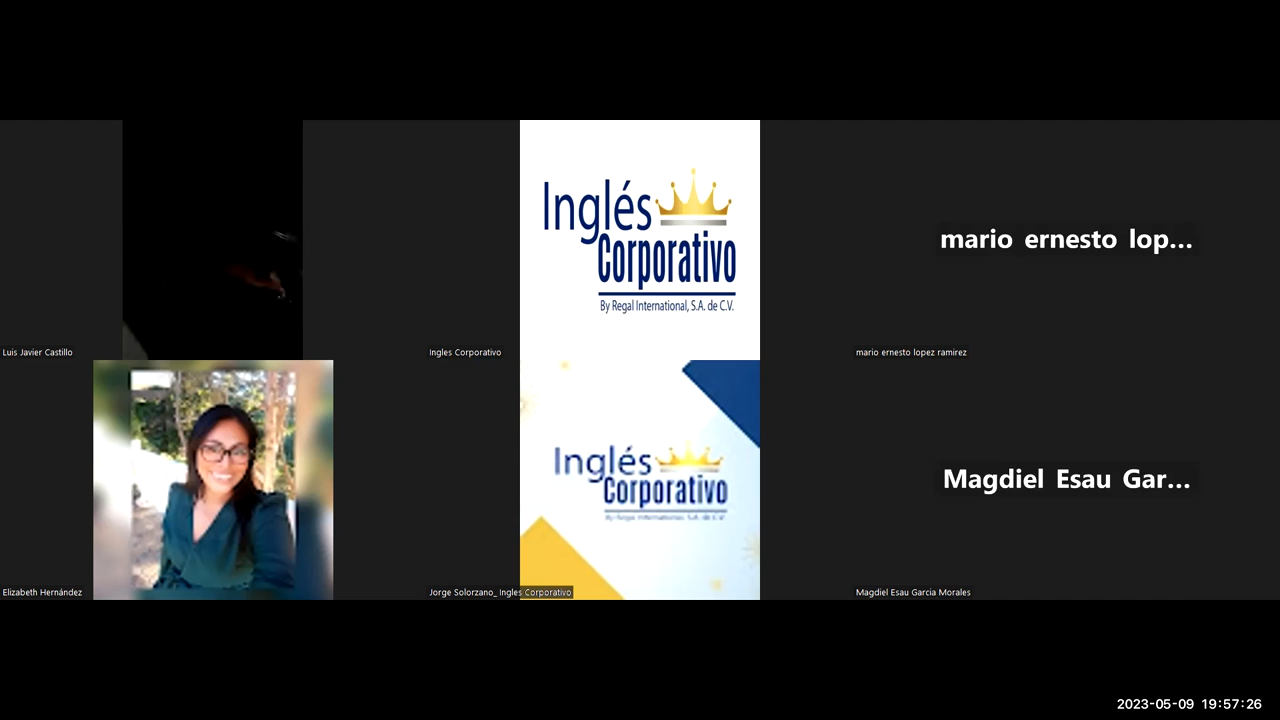 Inglés
Corporativo
By Regal International, S.A. de C.V.
mario ernesto lop...
Luis Javier Castillo
Ingles Corporativo
mario ernesto lopez ramirez
Inglés
Corporativo
By Regal International, S.A. de C.V.
Magdiel Esau Gar...
Elizabeth Hernández
Jorge Solorzano_ Ingles Corporativo
Magdiel Esau Garcia Morales
2023-05-09 19:57:26